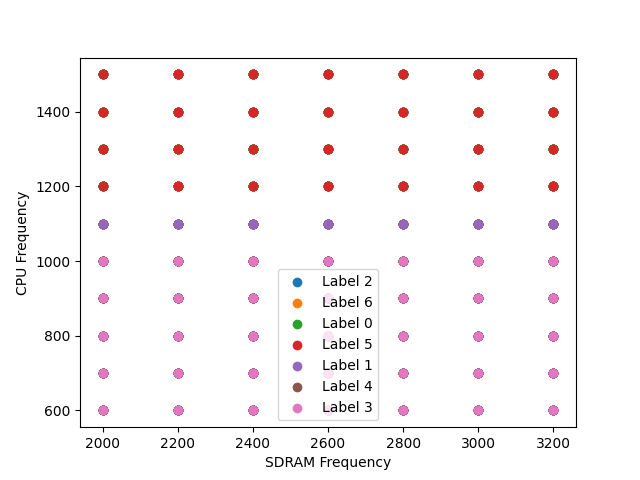 1400
1200
1000
800
600
CPU Frequency
Label 2
Label 6
Label 0
Label 5
Label 1
Label 4
Label 3
2000 2200 2400 2600 2800 3000 3200
SDRAM Frequency